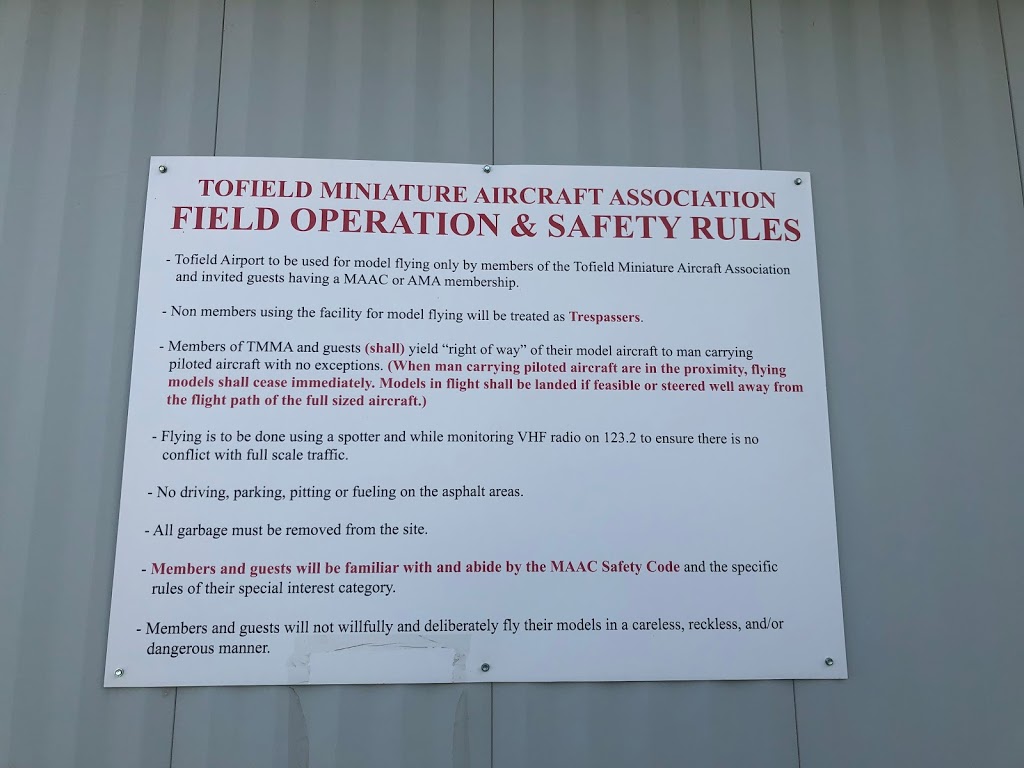 TOFIELD MINIATURE AIRCRAFT ASSOCIATION
FIELD OPERATION & SAFETY RULES
- Tofield Airport to be used for model flying only by members of the Tofield Miniature Aircraft Association
and invited guests having a MAAC or AMA membership.
- Non members using the facility for model flying will be treated as Trespassers.
- Members of TMMA and guests (shall) yield “right of way” of their model aircraft to man carrying
piloted aircraft with no exceptions. (When man carrying piloted aircraft are in the proximity, flying
models shall cease immediately. Models in flight shall be landed if feasible or steered well away from
the flight path of the full sized aircraft.)
- Flying is to be done using a spotter and while monitoring VHF radio on 123.2 to ensure there is no
conflict with full scale traffic.
- No driving, parking, pitting or fueling on the asphalt areas.
- All garbage must be removed from the site.
- Members and guests will be familiar with and abide by the MAAC Safety Code and the specific
rules of their special interest category.
- Members and guests will not willfully and deliberately fly their models in a careless, reckless, and/or
dangerous manner.